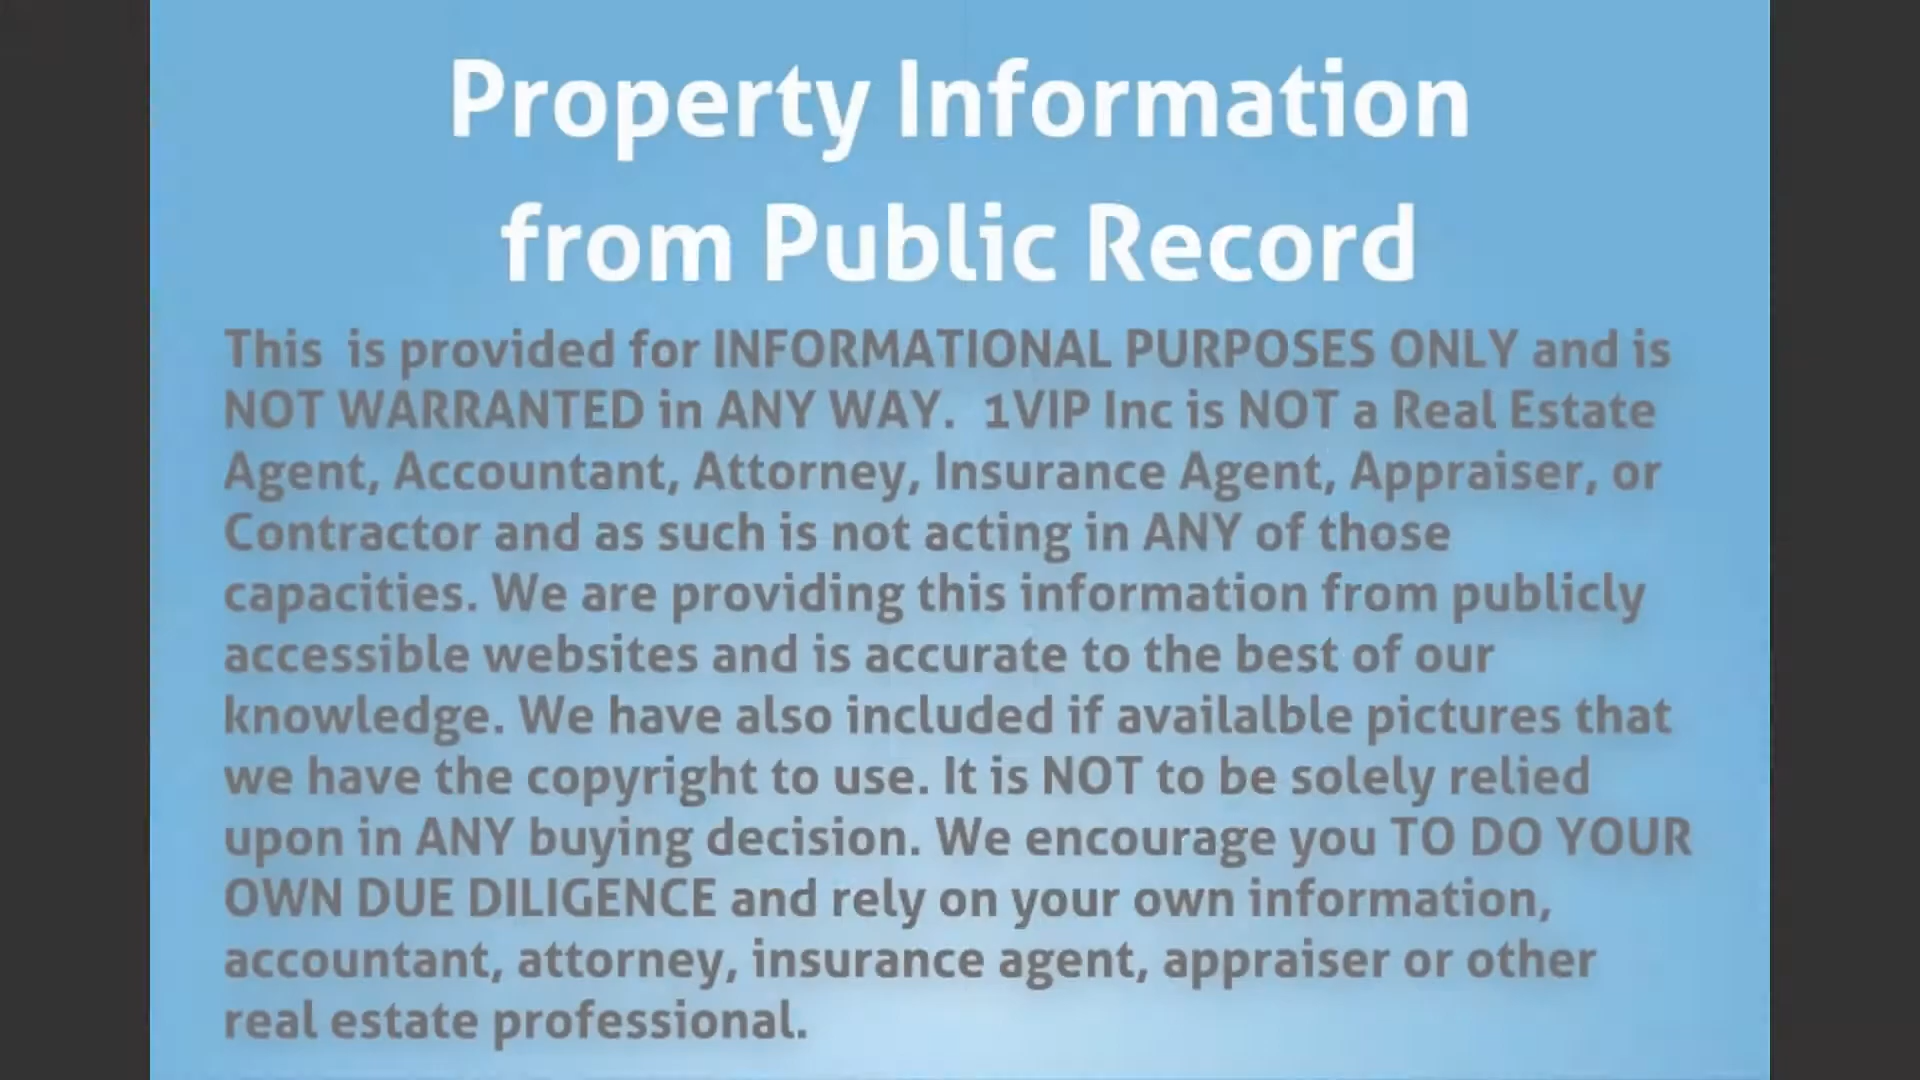 Property Information
from Public Record
This  is provided for INFORMATIONAL PURPOSES ONLY and is
NOT WARRANTED in ANY WAY.  1VIP Inc is NOT a Real Estate
Agent, Accountant, Attorney, Insurance Agent, Appraiser, or
Contractor and as such is not acting in ANY of those
capacities. We are providing this information from publicly
accessible websites and is accurate to the best of our
knowledge. We have also included if availalble pictures that
we have the copyright to use. It is NOT to be solely relied
upon in ANY buying decision. We encourage you TO DO YOUR
OWN DUE DILIGENCE and rely on your own information,
accountant, attorney, insurance agent, appraiser or other
real estate professional.